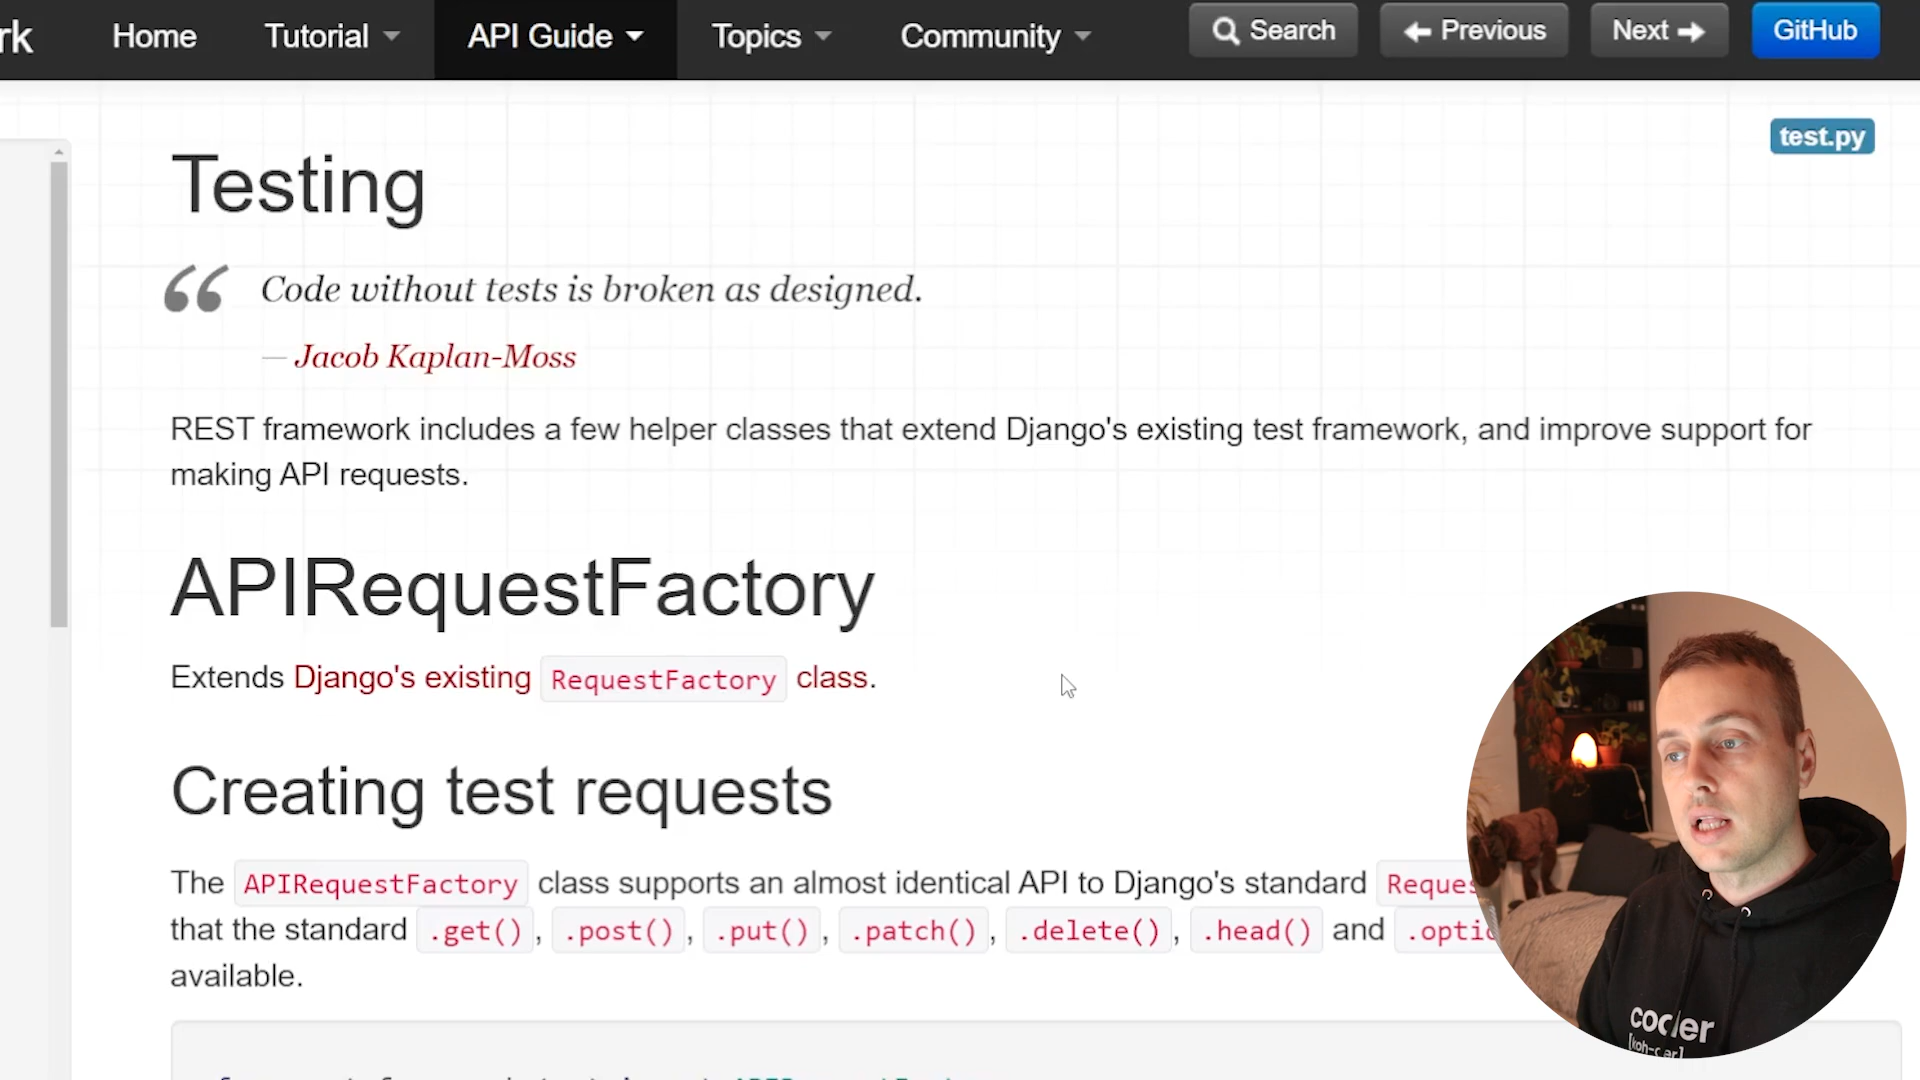 rk Home Tutorial API Guide Topics Community Search Previous Next GitHub
test.py
Testing
“ Code without tests is broken as designed.
— Jacob Kaplan-Moss
REST framework includes a few helper classes that extend Django's existing test framework, and improve support for
making API requests.
APIRequestFactory
Extends Django's existing RequestFactory class.
Creating test requests
The APIRequestFactory class supports an almost identical API to Django's standard Reques
that the standard .get(), .post(), .put(), .patch(), .delete(), .head() and .optio
available.
coder